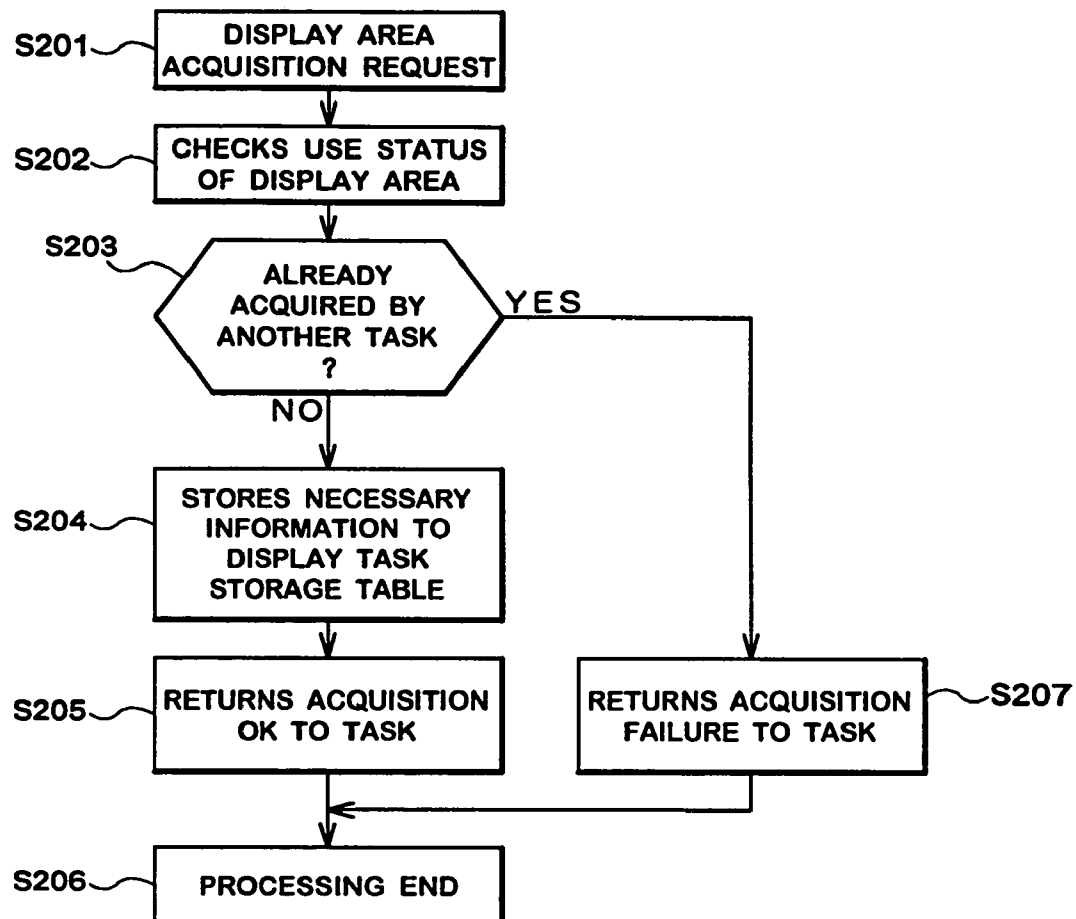 S201
DISPLAY AREA
ACQUISITION REQUEST
S202
CHECKS USE STATUS
OF DISPLAY AREA
S203
ALREADY
ACQUIRED BY
ANOTHER TASK
?
YES
NO
S204
STORES NECESSARY
INFORMATION TO
DISPLAY TASK
STORAGE TABLE
S205
RETURNS ACQUISITION
OK TO TASK
RETURNS ACQUISITION
FAILURE TO TASK
S207
S206
PROCESSING END